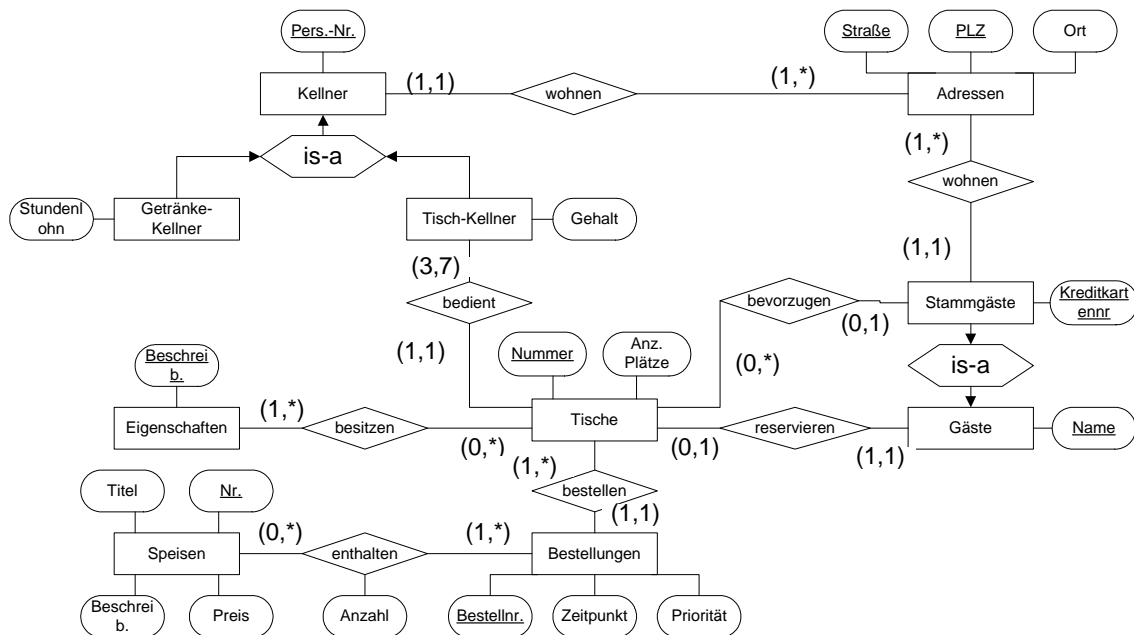 Pers.-Nr.
Straße
PLZ
Ort
Kellner
(1,1)
wohnen
(1,*)
Adressen
is-a
(1,*)
wohnen
Stundenl
ohn
Getränke-
Kellner
Tisch-Kellner
Gehalt
(3,7)
(1,1)
bedient
bevorzugen
(0,1)
Stammgäste
Kreditkart
ennr
(1,1)
Nummer
Anz.
Plätze
(0,*)
is-a
Beschrei
b.
Eigenschaften
(1,*)
besitzen
(0,*)
Tische
(0,1)
reservieren
(1,1)
Gäste
Name
(1,*)
bestellen
(1,1)
Titel
Nr.
Speisen
(0,*)
enthalten
(1,*)
Bestellungen
Beschrei
b.
Preis
Anzahl
Bestellnr.
Zeitpunkt
Priorität